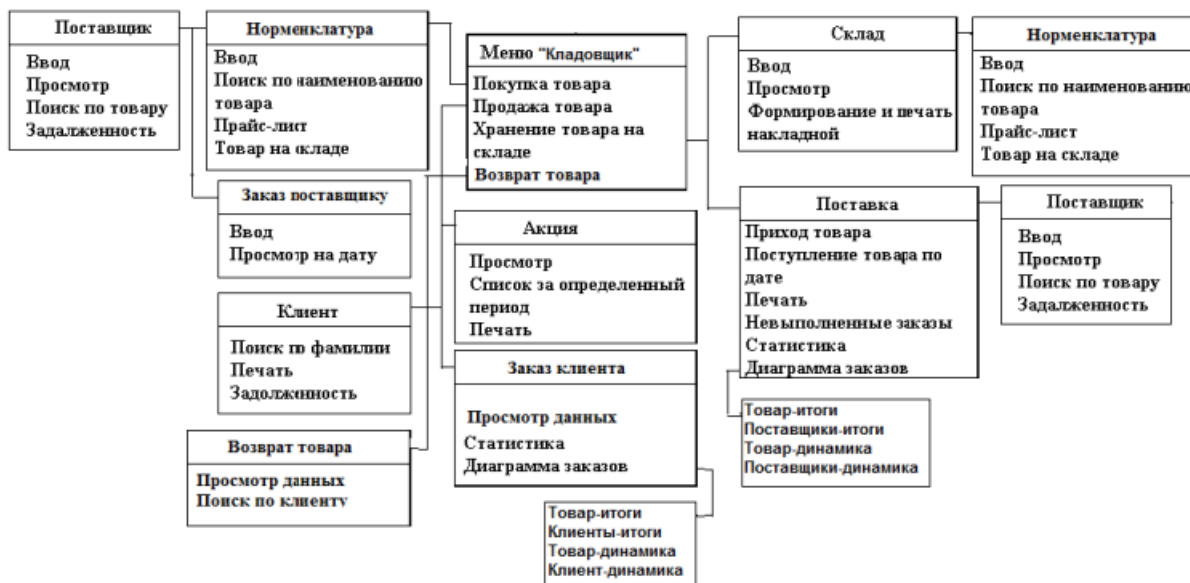 Поставщик
Ввод
Просмотр
Поиск по товару
Задалженность
Норменклатура
Ввод
Поиск по наименованию
товара
Прайс-лист
Товар на складе
Заказ поставщику
Ввод
Просмотр на дату
Клиент
Поиск по фамилии
Печать
Задолженность
Возврат товара
Просмотр данных
Поиск по клиенту
Меню "Кладовщик"
Покупка товара
Продажа товара
Хранение товара на
складе
Возврат товара
Акция
Просмотр
Список за определенный
период
Печать
Заказ клиента
Просмотр данных
Статистика
Диаграмма заказов
Товар-итоги
Клиенты-итоги
Товар-динамика
Клиент-динамика
Склад
Ввод
Просмотр
Формирование и печать
накладной
Норменклатура
Ввод
Поиск по наименованию
товара
Прайс-лист
Товар на складе
Поставка
Приход товара
Поступление товара по
дате
Печать
Невыполненные заказы
Статистика
Диаграмма заказов
Товар-итоги
Поставщики-итоги
Товар-динамика
Поставщики-динамика
Поставщик
Ввод
Просмотр
Поиск по товару
Задалженность